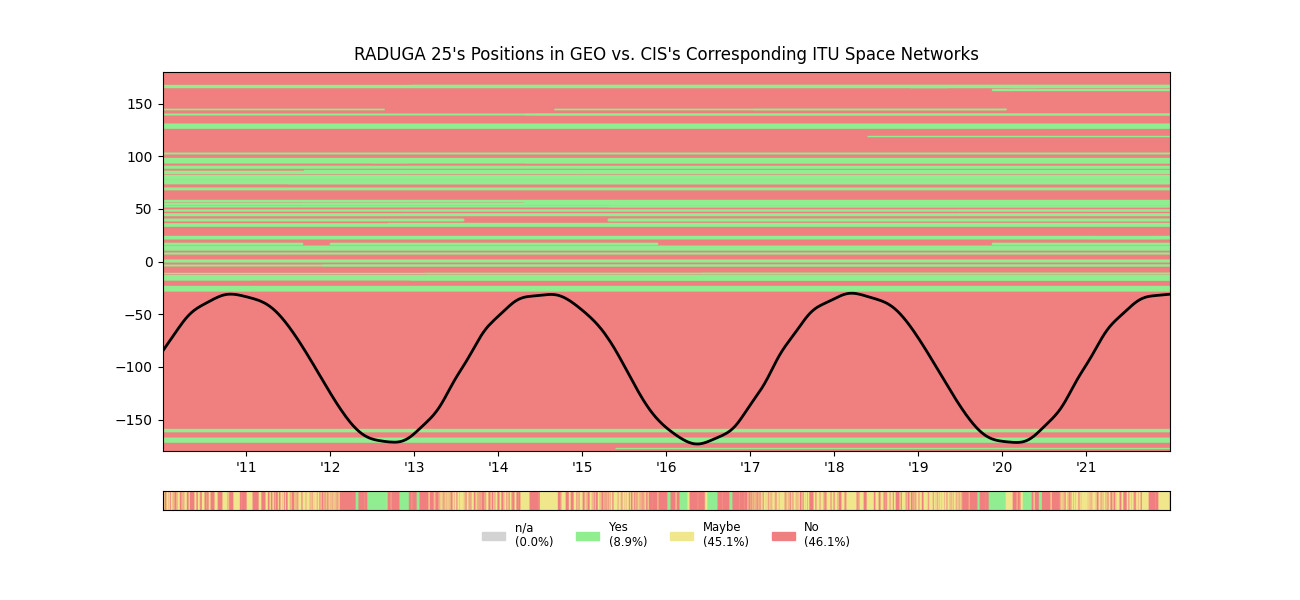 RADUGA 25's Positions in GEO vs. CIS's Corresponding ITU Space Networks
150
100
50
0
−50
−100
−150
'11 '12 '13 '14 '15 '16 '17 '18 '19 '20 '21
n/a Yes Maybe No
(0.0%) (8.9%) (45.1%) (46.1%)